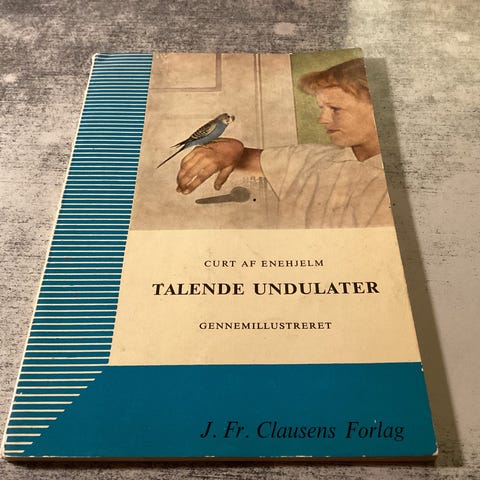 CURT AF ENEHJELM
TALENDE UNDULATER
GENNEMILLUSTRERET
J. Fr. Clausens Forlag